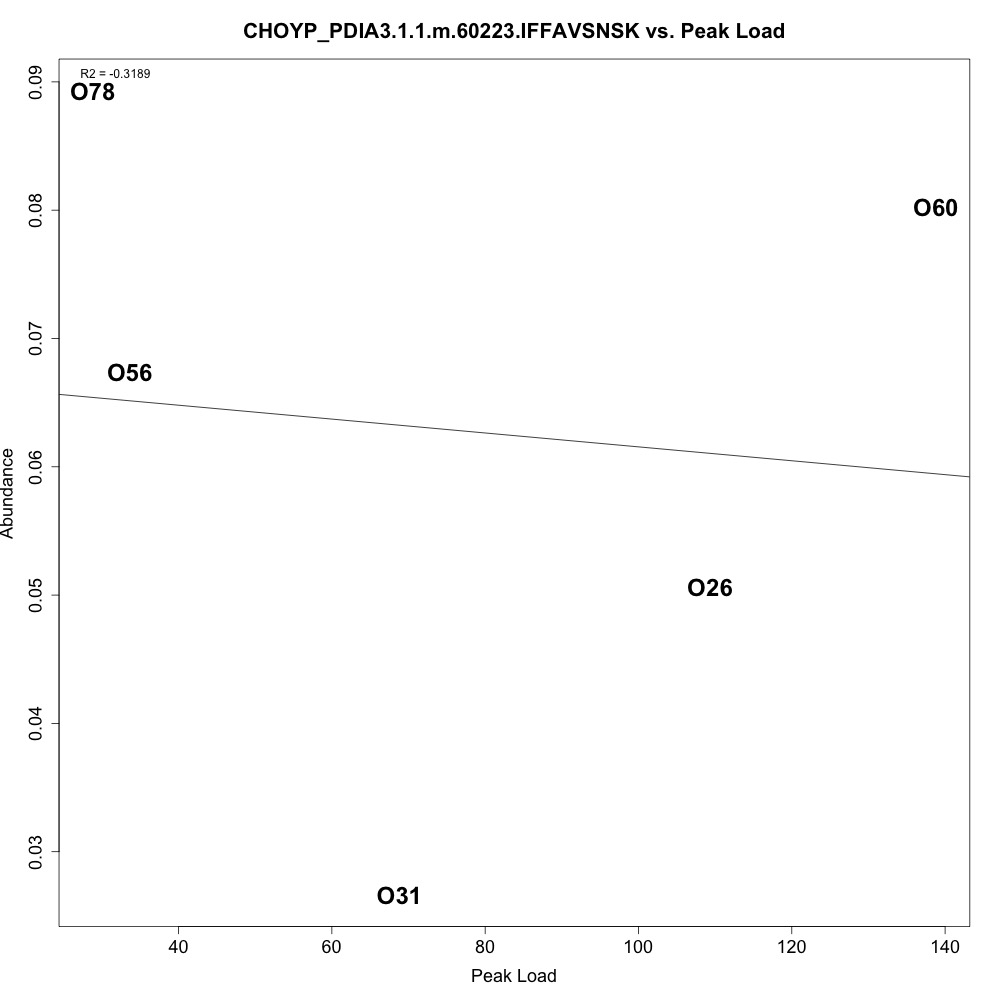 CHOYP_PDIA3.1.1.m.60223.IFFAVSNSK vs. Peak Load
R2 = -0.3189
O78
O60
O56
O26
O31
0.09
0.08
0.07
0.06
0.05
0.04
0.03
Abundance
40 60 80 100 120 140
Peak Load